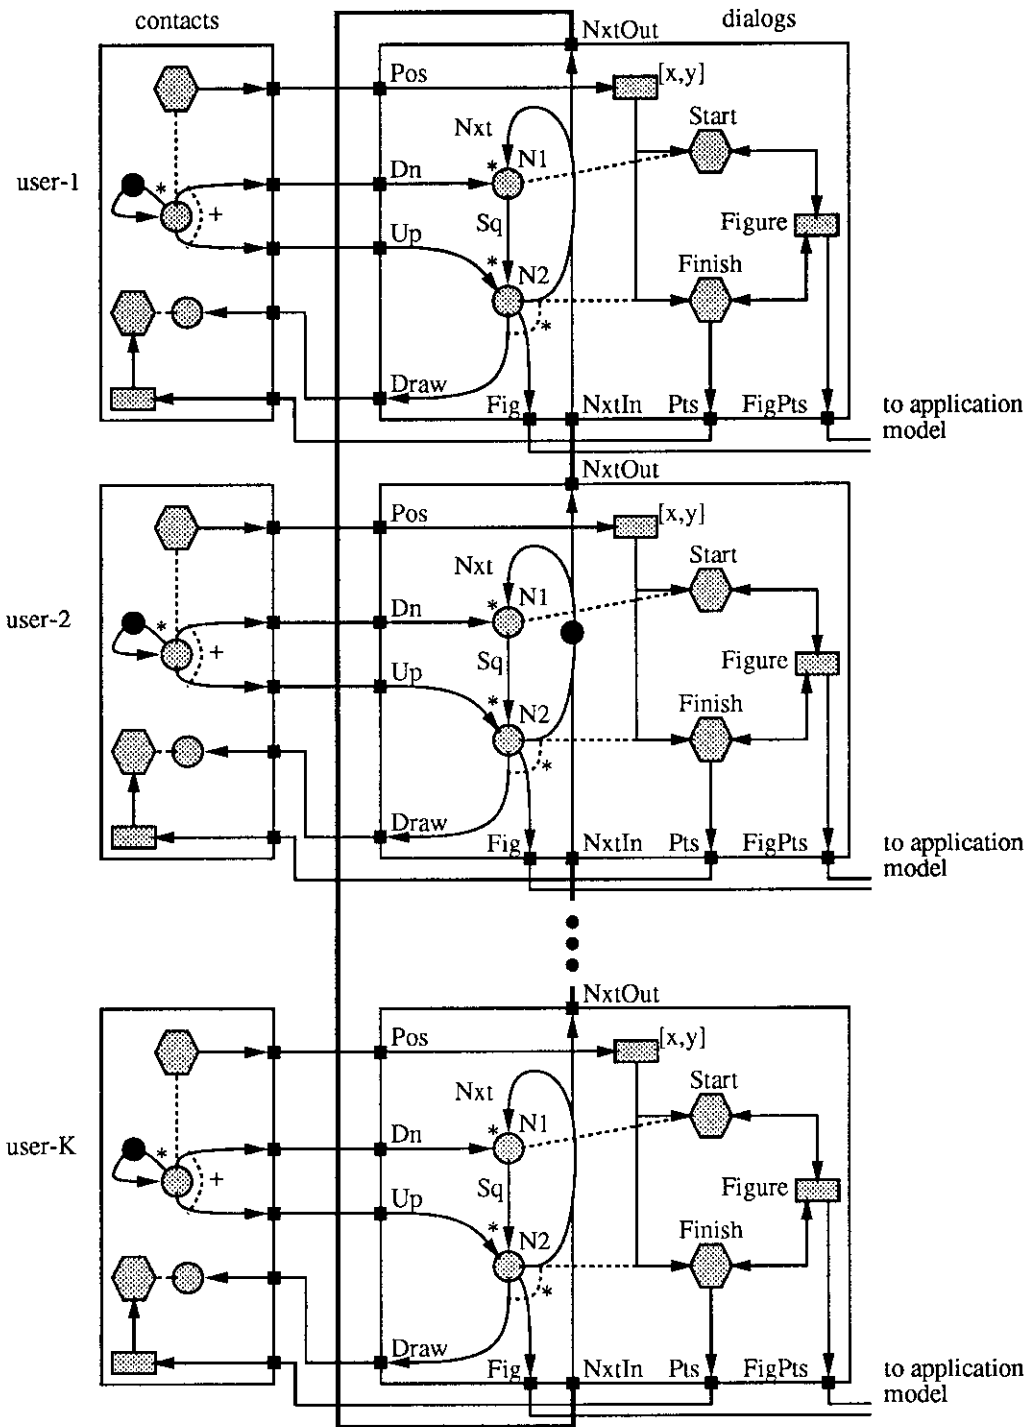 contacts
dialogs
NxtOut
Pos
[x,y]
Nxt
Start
N1
*
user-1
*
Dn
+
Sq
Figure
Up
*
N2
Finish
*
Draw
Fig
NxtIn
Pts
FigPts
to application
model
NxtOut
Pos
[x,y]
Nxt
Start
N1
*
user-2
*
Dn
+
Sq
Figure
Up
*
N2
Finish
*
Draw
Fig
NxtIn
Pts
FigPts
to application
model
NxtOut
Pos
[x,y]
Nxt
Start
N1
*
user-K
*
Dn
+
Sq
Figure
Up
*
N2
Finish
*
Draw
Fig
NxtIn
Pts
FigPts
to application
model